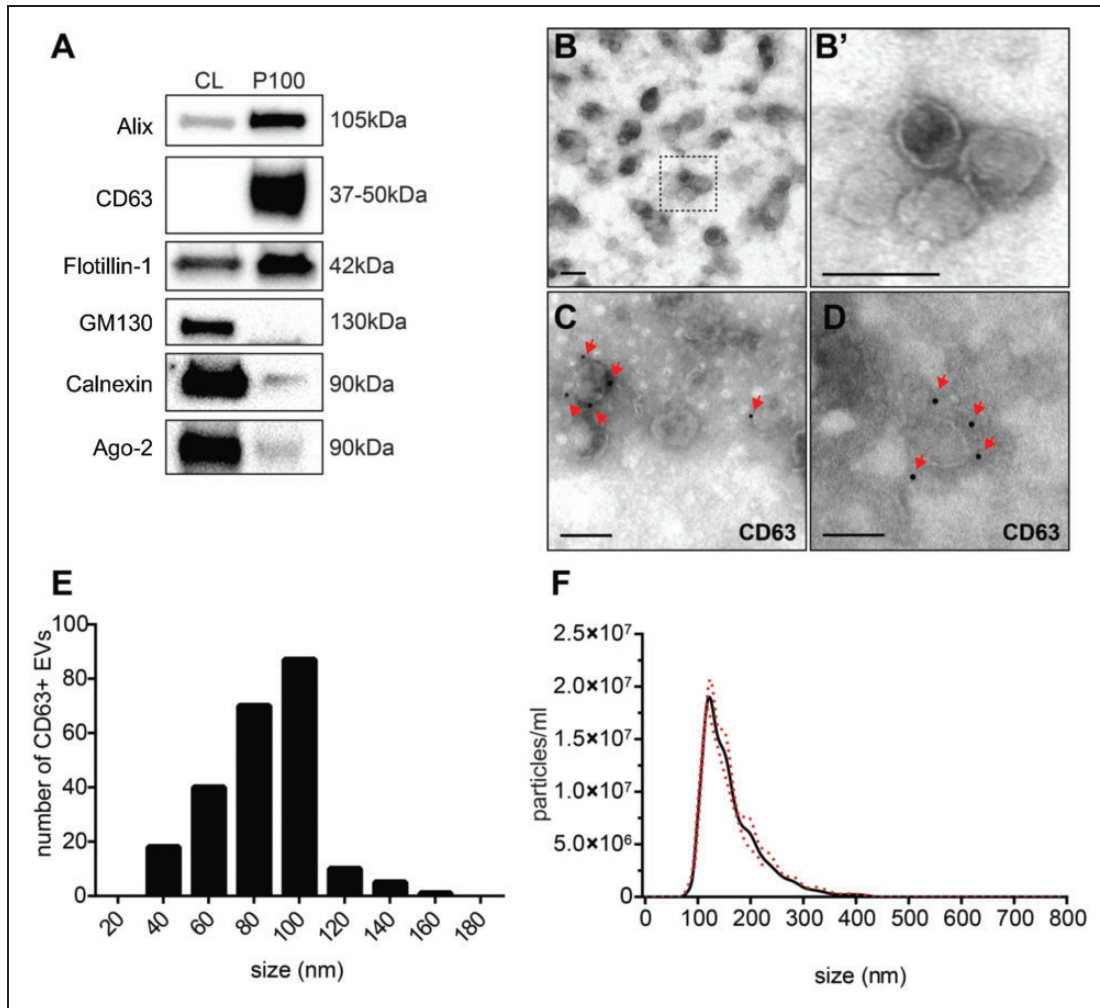 A
CL P100
Alix 105kDa
CD63 37-50kDa
Flotillin-1 42kDa
GM130 130kDa
Calnexin 90kDa
Ago-2 90kDa
B
B’
C
CD63
D
CD63
E
number of CD63+ EVs
100
80
60
40
20
0
20 40 60 80 100 120 140 160 180
size (nm)
F
particles/ml
2.5×10⁷
2.0×10⁷
1.5×10⁷
1.0×10⁷
5.0×10⁶
0
0 100 200 300 400 500 600 700 800
size (nm)